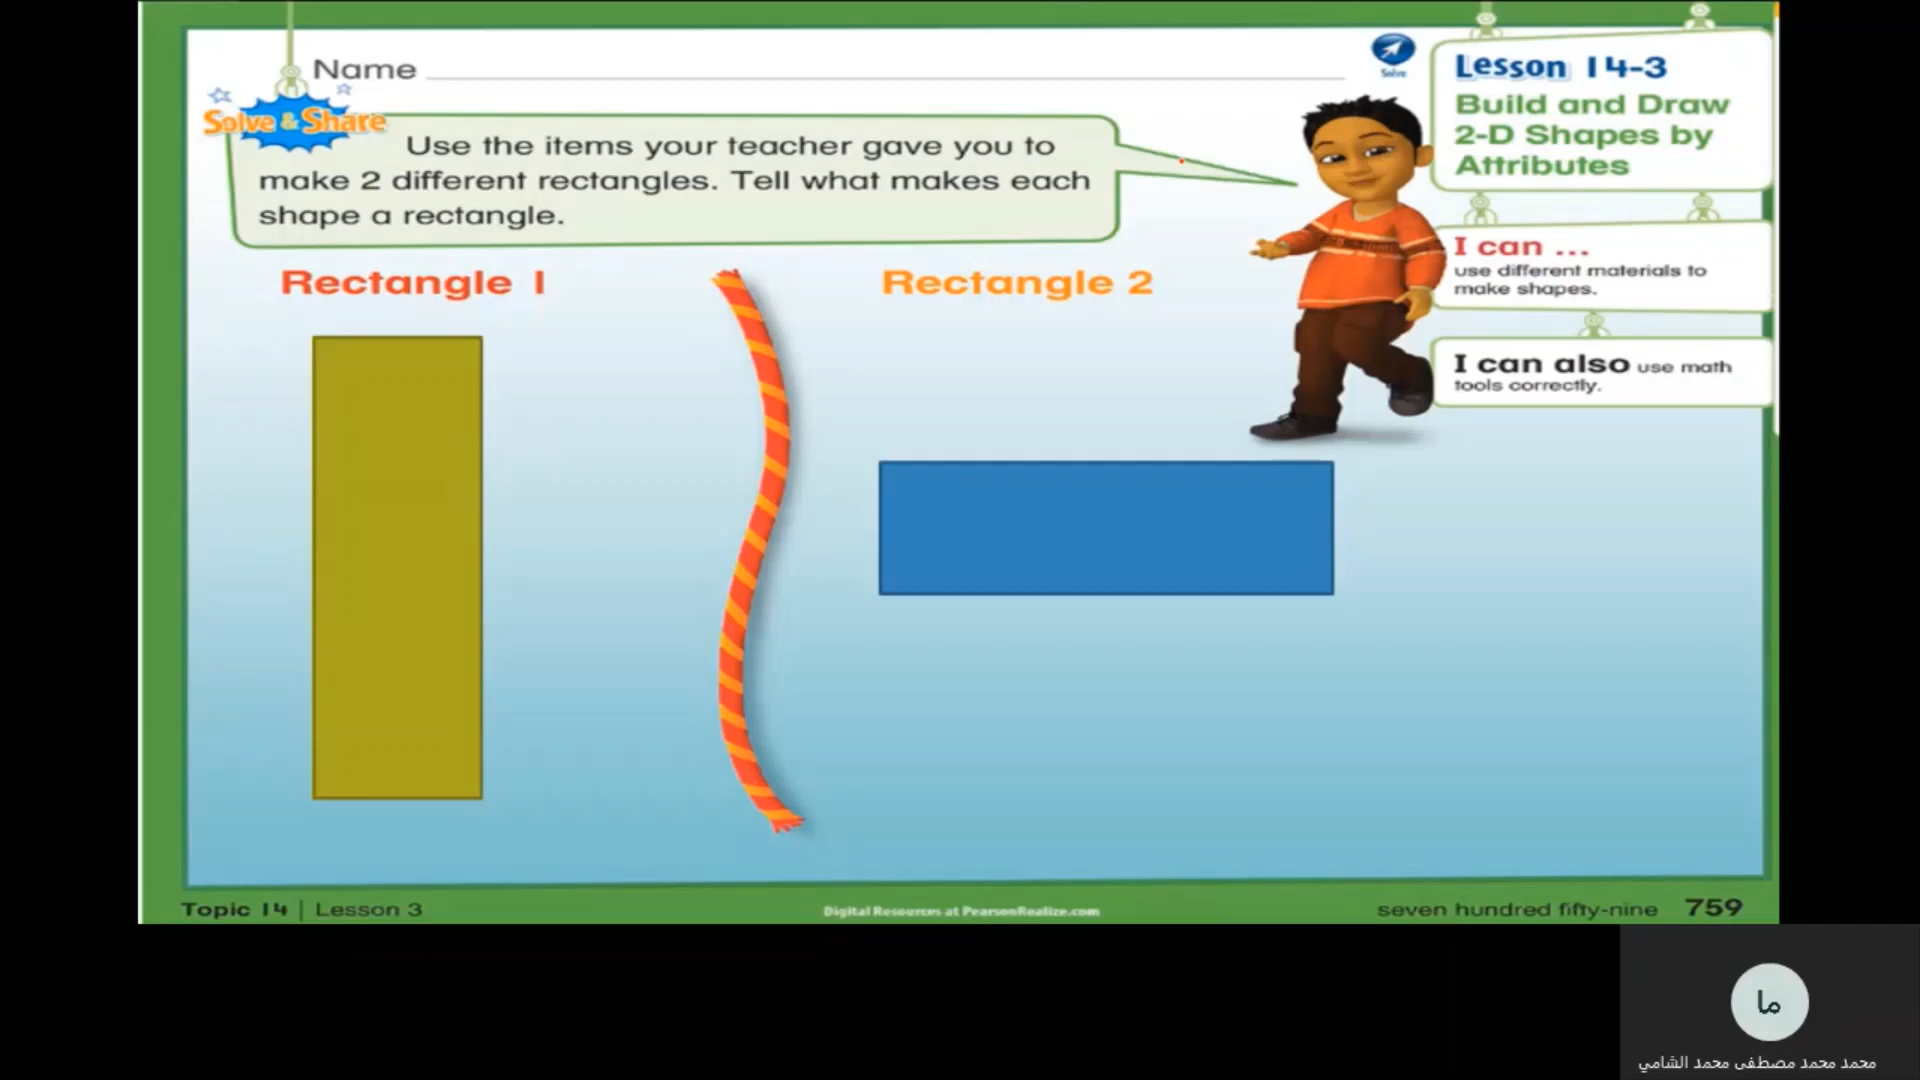 Name
Solve
Lesson 14-3
Build and Draw
2-D Shapes by
Attributes
Solve & Share
Use the items your teacher gave you to
make 2 different rectangles. Tell what makes each
shape a rectangle.
I can ...
use different materials to
make shapes.
I can also use math
tools correctly.
Rectangle 1
Rectangle 2
Topic 14 | Lesson 3
Digital Resources at PearsonRealize.com
seven hundred fifty-nine 759
ما
محمد محمد مصطفى محمد الشامي